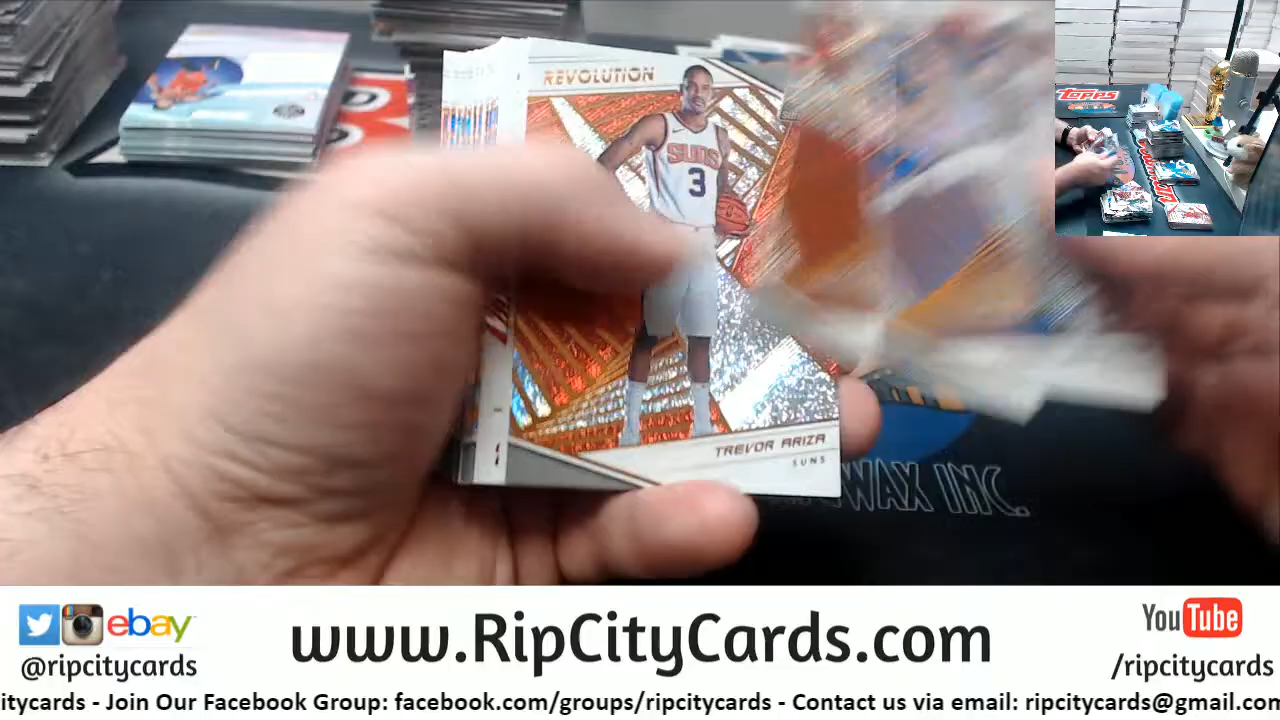 REVOLUTION
SUNS
3
TREVOR ARIZA
SUNS
WAX INC.
TOPPS
ebay
@ripcitycards
www.RipCityCards.com
YouTube
/ripcitycards
citycards - Join Our Facebook Group: facebook.com/groups/ripcitycards - Contact us via email: ripcitycards@gmail.com